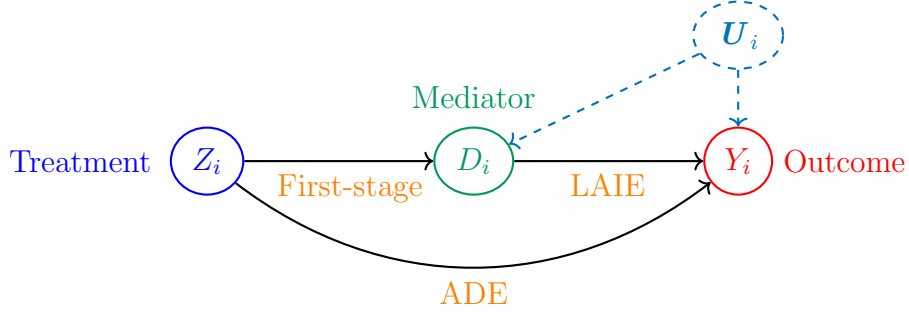 U_i
Mediator
Treatment
Z_i
D_i
Y_i
Outcome
First-stage
LAIE
ADE